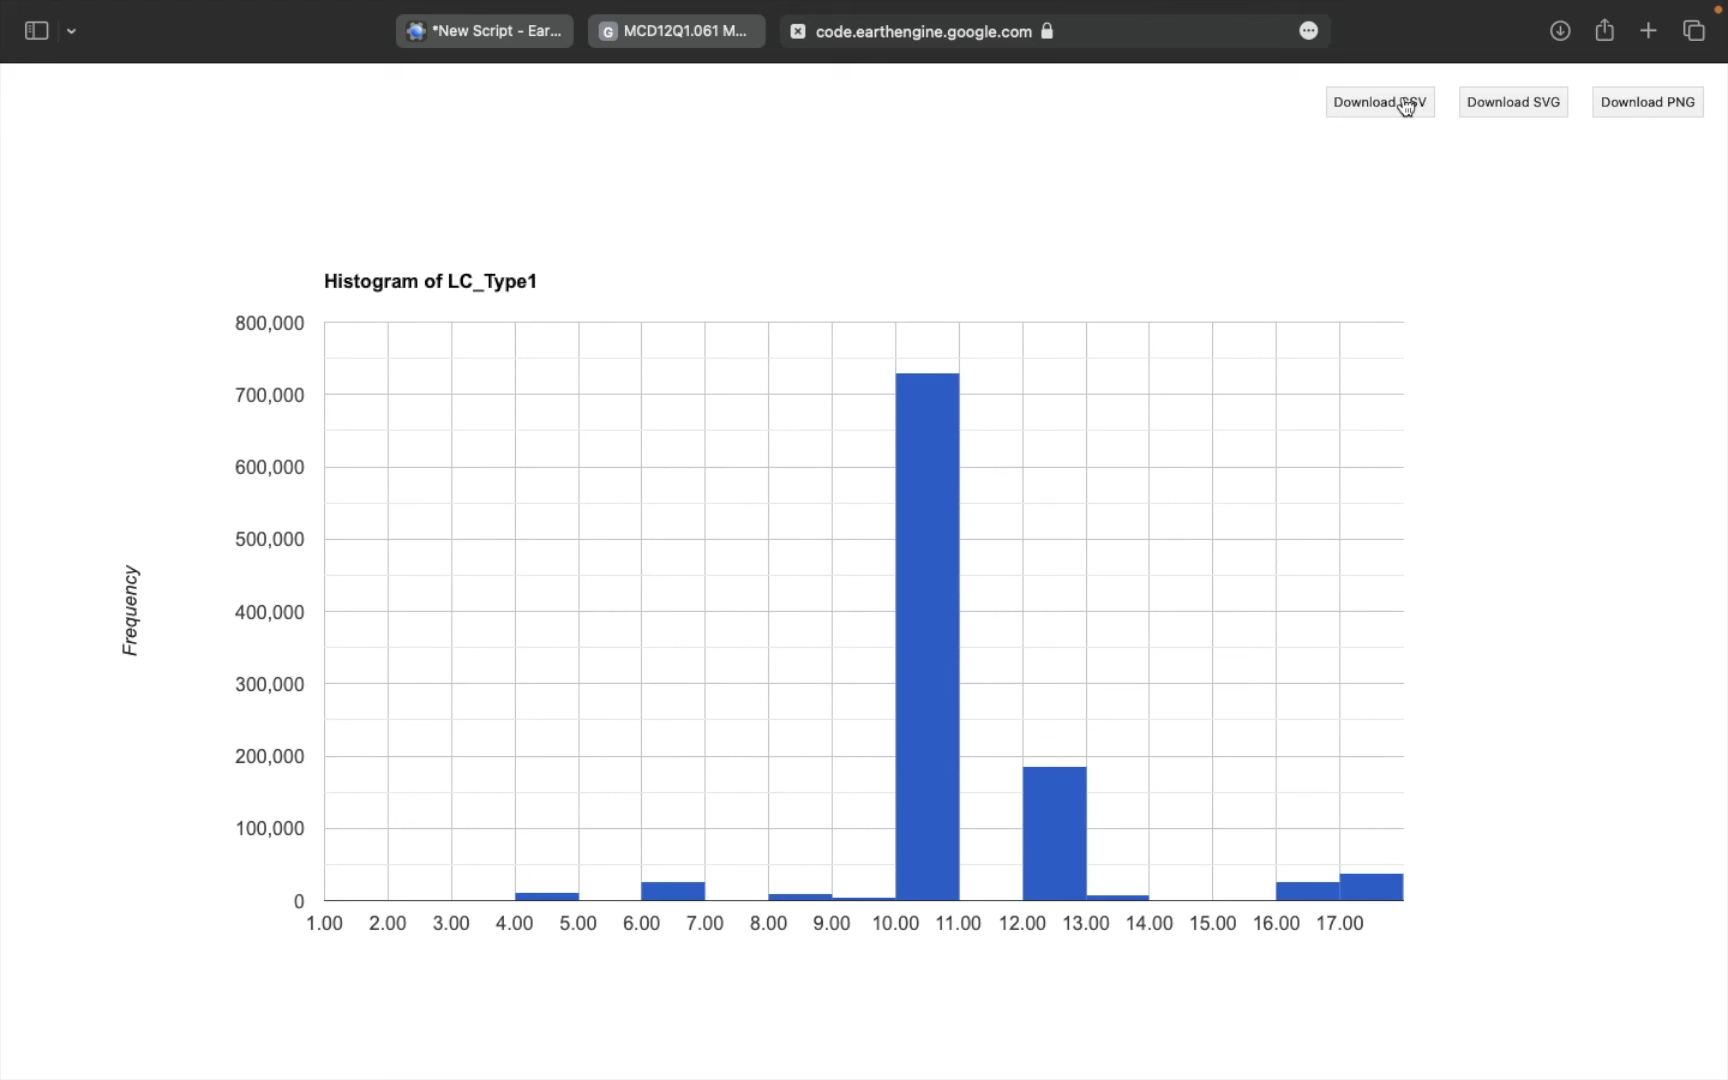 *New Script - Ear...
MCD12Q1.061 M...
code.earthengine.google.com
Download CSV
Download SVG
Download PNG
Histogram of LC_Type1
800,000
700,000
600,000
500,000
400,000
300,000
200,000
100,000
0
Frequency
1.00 2.00 3.00 4.00 5.00 6.00 7.00 8.00 9.00 10.00 11.00 12.00 13.00 14.00 15.00 16.00 17.00